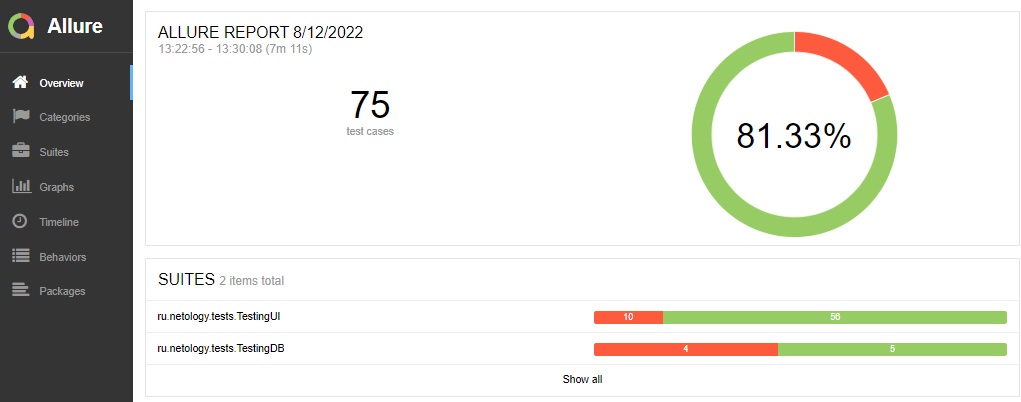 Allure
Overview
Categories
Suites
Graphs
Timeline
Behaviors
Packages
ALLURE REPORT 8/12/2022
13:22:56 - 13:30:08 (7m 11s)
75
test cases
81.33%
SUITES 2 items total
ru.netology.tests.TestingUI 10 56
ru.netology.tests.TestingDB 4 5
Show all